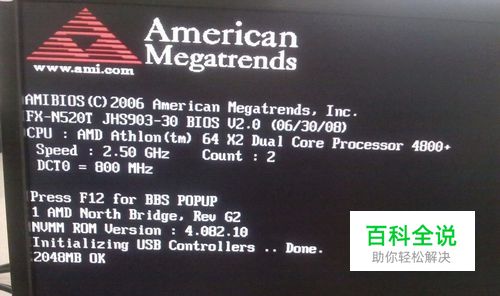 American
Megatrends
www.ami.com
AMIBIOS(C)2006 American Megatrends, Inc.
FX-N520T JHS903-30 BIOS V2.0 (06/30/08)
CPU : AMD Athlon(tm) 64 X2 Dual Core Processor 4800+
Speed : 2.50 GHz Count : 2
DCT0 = 800 MHz
Press F12 for BBS POPUP
1 AMD North Bridge, Rev G2
NVMM ROM Version : 4.082.10
Initializing USB Controllers .. Done.
2048MB OK
百科全说
助你轻松解决